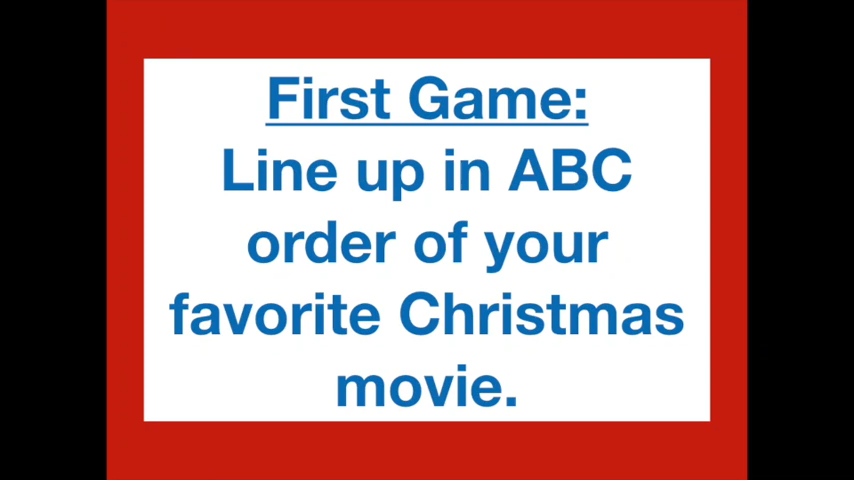 First Game:
Line up in ABC
order of your
favorite Christmas
movie.